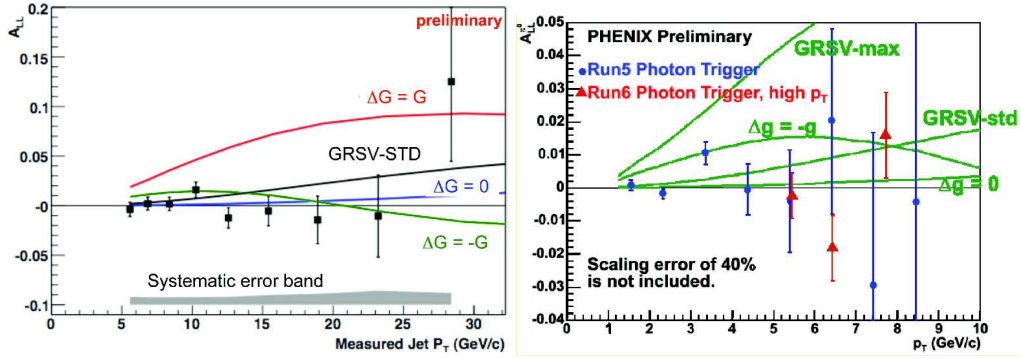 A_LL
0.2
preliminary
0.15
ΔG = G
0.1
GRSV-STD
0.05
ΔG = 0
-0
ΔG = -G
-0.05
Systematic error band
-0.1
0 5 10 15 20 25 30
Measured Jet P_T (GeV/c)
A_LL^π⁰
0.05
PHENIX Preliminary
GRSV-max
0.04
Run5 Photon Trigger
0.03
Run6 Photon Trigger, high p_T
GRSV-std
0.02
Δg = -g
0.01
Δg = 0
0
-0.01
-0.02
Scaling error of 40%
is not included.
-0.03
-0.04
0 1 2 3 4 5 6 7 8 9 10
p_T (GeV/c)